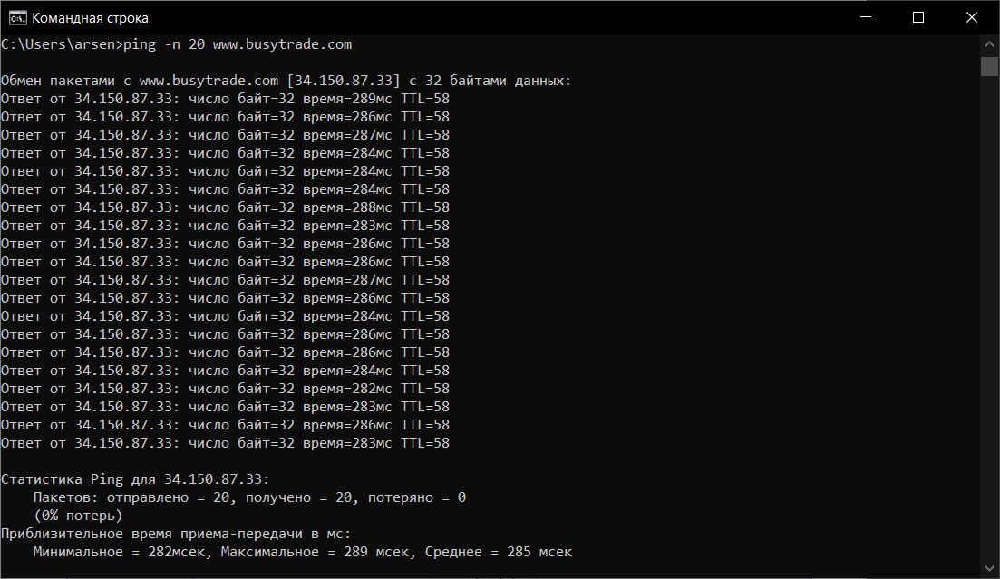 Командная строка
C:\Users\arsen>ping -n 20 www.busytrade.com
Обмен пакетами с www.busytrade.com [34.150.87.33] с 32 байтами данных:
Ответ от 34.150.87.33: число байт=32 время=289мс TTL=58
Ответ от 34.150.87.33: число байт=32 время=286мс TTL=58
Ответ от 34.150.87.33: число байт=32 время=287мс TTL=58
Ответ от 34.150.87.33: число байт=32 время=284мс TTL=58
Ответ от 34.150.87.33: число байт=32 время=284мс TTL=58
Ответ от 34.150.87.33: число байт=32 время=284мс TTL=58
Ответ от 34.150.87.33: число байт=32 время=288мс TTL=58
Ответ от 34.150.87.33: число байт=32 время=283мс TTL=58
Ответ от 34.150.87.33: число байт=32 время=286мс TTL=58
Ответ от 34.150.87.33: число байт=32 время=286мс TTL=58
Ответ от 34.150.87.33: число байт=32 время=287мс TTL=58
Ответ от 34.150.87.33: число байт=32 время=286мс TTL=58
Ответ от 34.150.87.33: число байт=32 время=284мс TTL=58
Ответ от 34.150.87.33: число байт=32 время=286мс TTL=58
Ответ от 34.150.87.33: число байт=32 время=286мс TTL=58
Ответ от 34.150.87.33: число байт=32 время=284мс TTL=58
Ответ от 34.150.87.33: число байт=32 время=282мс TTL=58
Ответ от 34.150.87.33: число байт=32 время=283мс TTL=58
Ответ от 34.150.87.33: число байт=32 время=286мс TTL=58
Ответ от 34.150.87.33: число байт=32 время=283мс TTL=58
Статистика Ping для 34.150.87.33:
Пакетов: отправлено = 20, получено = 20, потеряно = 0
(0% потерь)
Приблизительное время приема-передачи в мс:
Минимальное = 282мсек, Максимальное = 289 мсек, Среднее = 285 мсек